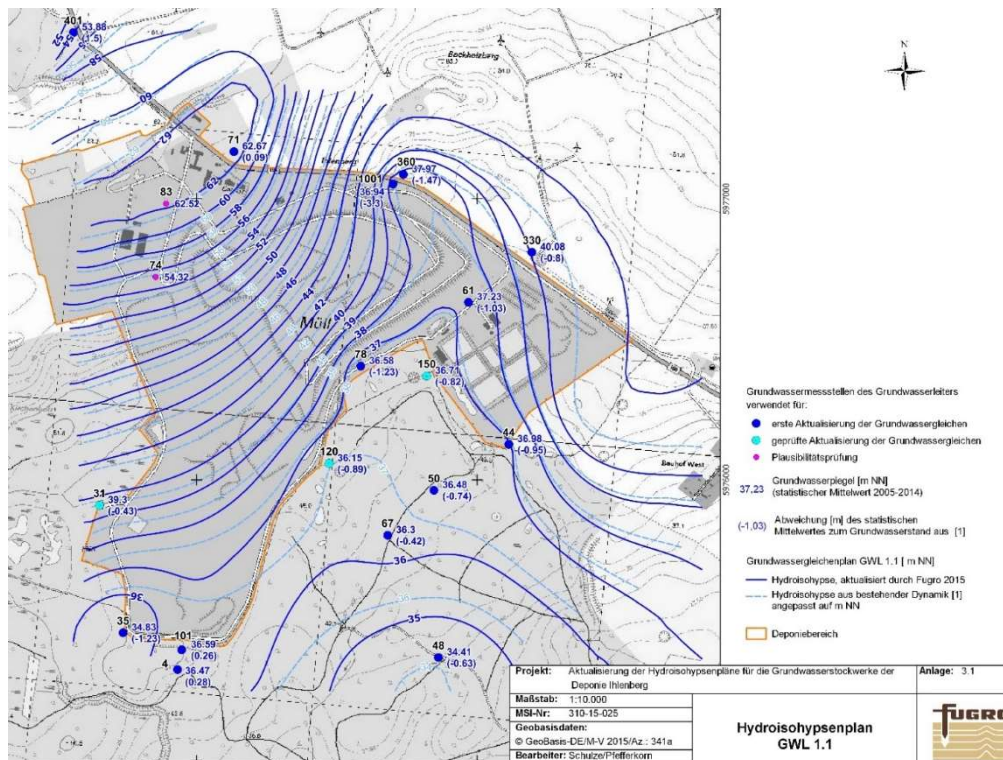 401
53.88
(1.5)
52
54
58
60
62
Bockholzberg
71
62.67
(0.09)
83
62.52
62
60
58
56
54
52
50
48
46
44
42
40
39
38
37
74
54.32
360
37.97
(-1.47)
1001
36.94
(-3.3)
330
40.08
(-0.8)
61
37.23
(-1.03)
78
36.58
(-1.23)
150
36.71
(-0.82)
44
36.98
(-0.95)
120
36.15
(-0.89)
50
36.48
(-0.74)
67
36.3
(-0.42)
36
35
31
39.3
(-0.43)
36
35
34.83
(-1.23)
101
36.59
(0.26)
4
36.47
(0.28)
48
34.41
(-0.63)
Bauhof West
5977000
5976000
N
Grundwassermessstellen des Grundwasserleiters
verwendet für:
erste Aktualisierung der Grundwassergleichen
geprüfte Aktualisierung der Grundwassergleichen
Plausibilitätsprüfung
37,23 Grundwasserspiegel [m NN]
(statistischer Mittelwert 2005-2014)
(-1,03) Abweichung [m] des statistischen
Mittelwertes zum Grundwasserstand aus [1]
Grundwassergleichenplan GWL 1.1 [ m NN]
Hydroisohypse, aktualisiert durch Fugro 2015
Hydroisohypse aus bestehender Dynamik [1]
angepasst auf m NN
Deponiebereich
Projekt: Aktualisierung der Hydroisohypsenpläne für die Grundwasserstockwerke der
Deponie Ihlenberg
Anlage: 3.1
Maßstab: 1:10.000
MSI-Nr: 310-15-025
Geobasisdaten:
© GeoBasis-DE/M-V 2015/Az.: 341a
Bearbeiter: Schulze/Pfefferkorn
Hydroisohypsenplan
GWL 1.1
FUGRO